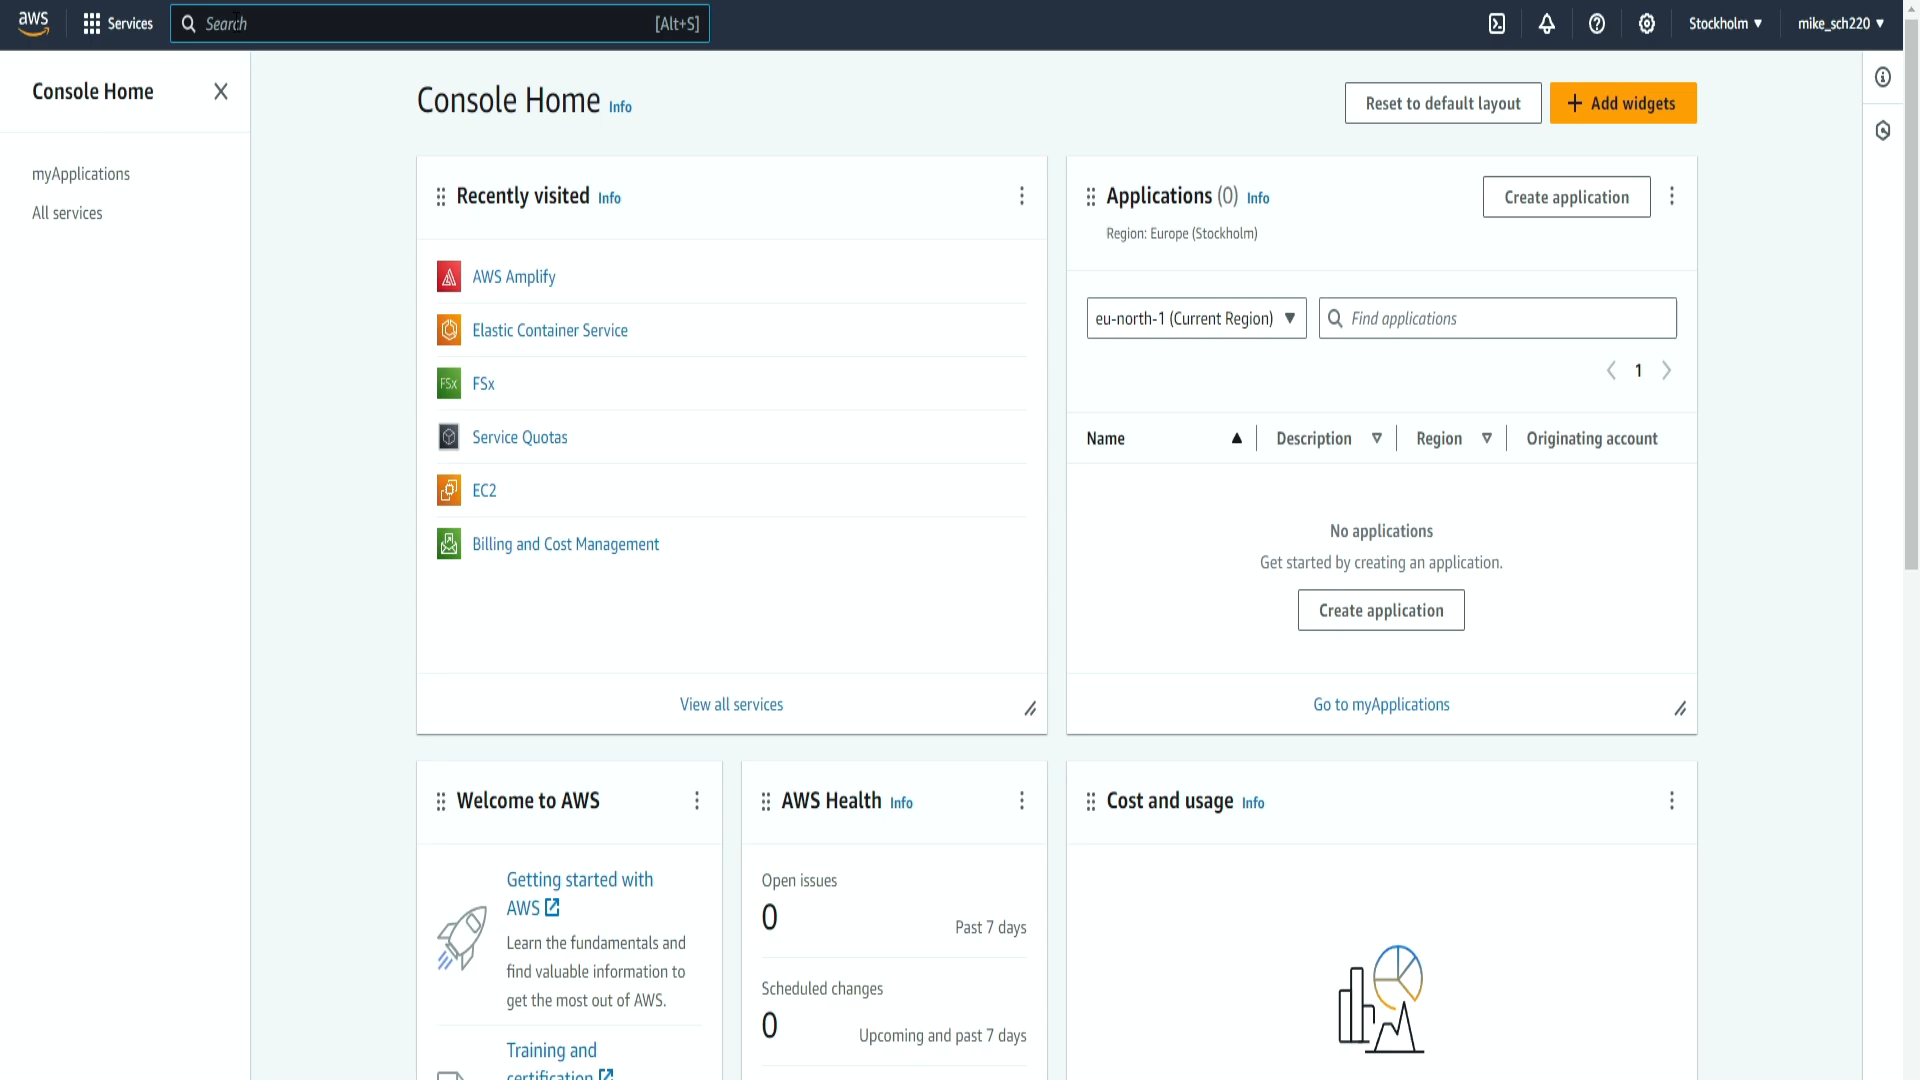 aws
Services
Search
[Alt+S]
Stockholm ▼
mike_sch220 ▼
Console Home
myApplications
All services
Console Home Info
Reset to default layout
+ Add widgets
Recently visited Info
AWS Amplify
Elastic Container Service
FSx FSx
Service Quotas
EC2
Billing and Cost Management
View all services
Applications (0) Info
Region: Europe (Stockholm)
Create application
eu-north-1 (Current Region) ▼
Find applications
1
Name
Description
Region
Originating account
No applications
Get started by creating an application.
Create application
Go to myApplications
Welcome to AWS
Getting started with
AWS
Learn the fundamentals and
find valuable information to
get the most out of AWS.
Training and
certification
AWS Health Info
Open issues
0
Past 7 days
Scheduled changes
0
Upcoming and past 7 days
Cost and usage Info